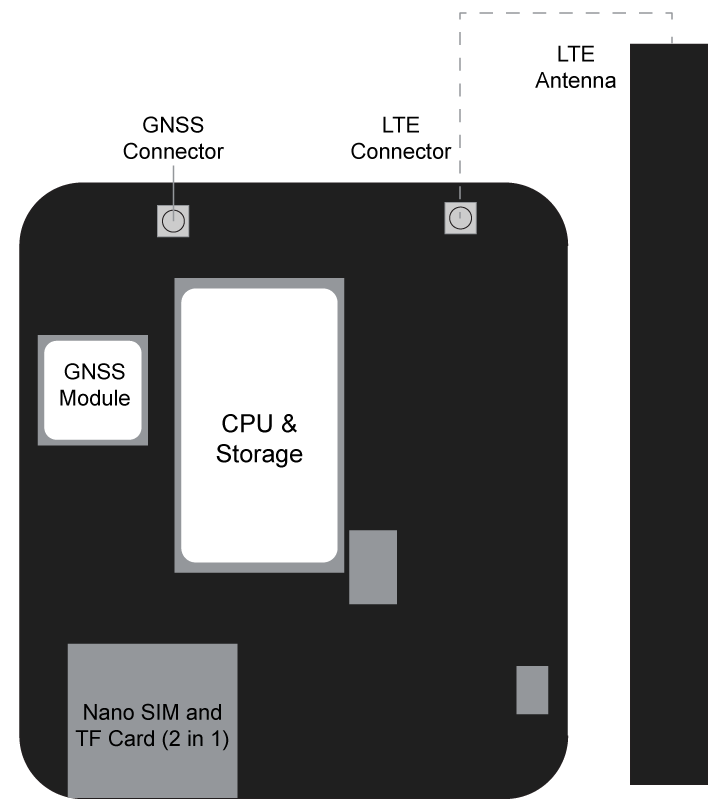 LTE
Antenna
GNSS
Connector
LTE
Connector
GNSS
Module
CPU &
Storage
Nano SIM and
TF Card (2 in 1)